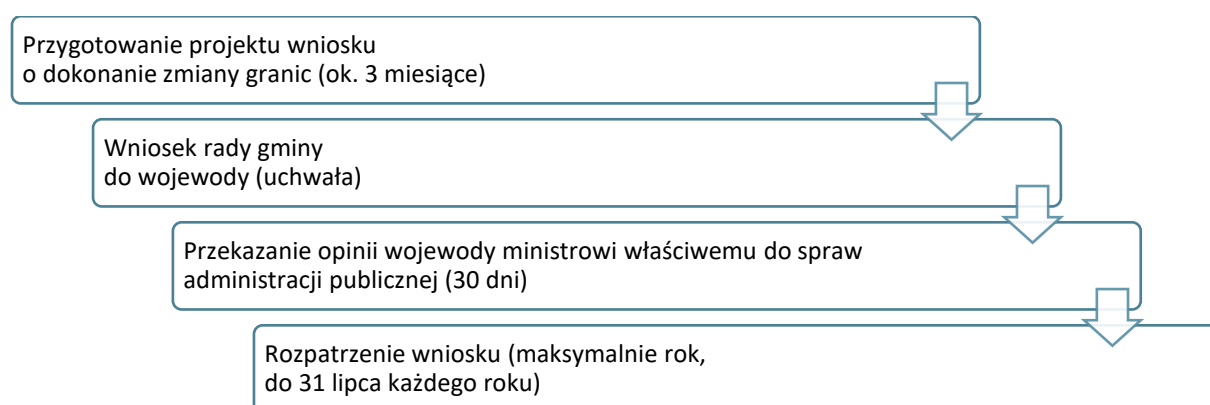 Przygotowanie projektu wniosku
o dokonanie zmiany granic (ok. 3 miesiące)
Wniosek rady gminy
do wojewody (uchwała)
Przekazanie opinii wojewody ministrowi właściwemu do spraw
administracji publicznej (30 dni)
Rozpatrzenie wniosku (maksymalnie rok,
do 31 lipca każdego roku)